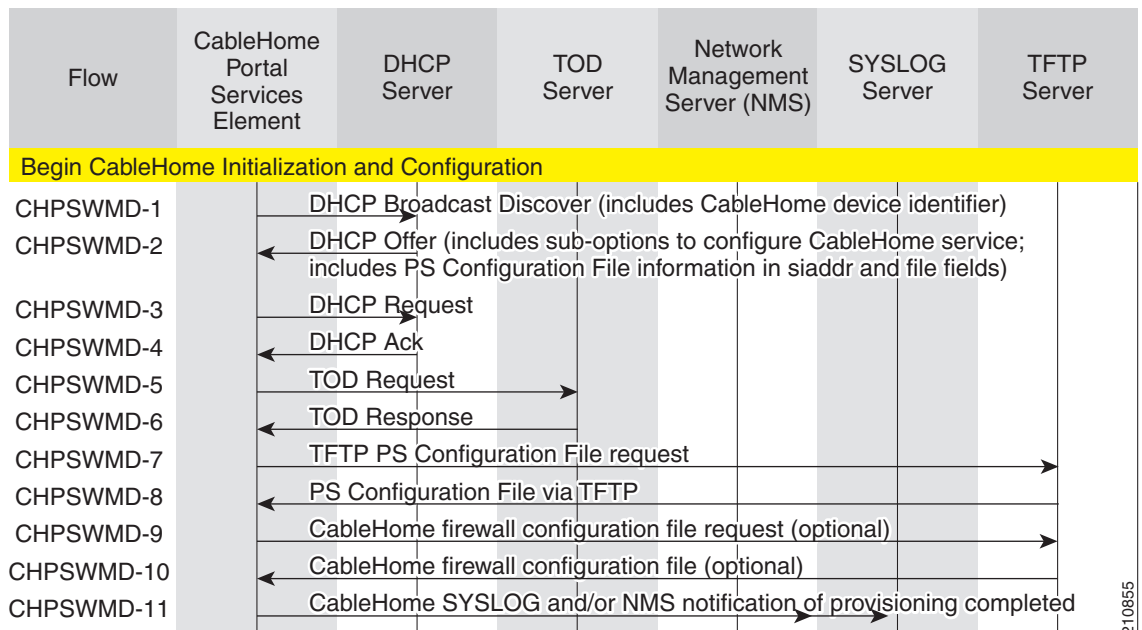 Flow
CableHome
Portal
Services
Element
DHCP
Server
TOD
Server
Network
Management
Server (NMS)
SYSLOG
Server
TFTP
Server
Begin CableHome Initialization and Configuration
CHPSWMD-1
DHCP Broadcast Discover (includes CableHome device identifier)
CHPSWMD-2
DHCP Offer (includes sub-options to configure CableHome service;
includes PS Configuration File information in siaddr and file fields)
CHPSWMD-3
DHCP Request
CHPSWMD-4
DHCP Ack
CHPSWMD-5
TOD Request
CHPSWMD-6
TOD Response
CHPSWMD-7
TFTP PS Configuration File request
CHPSWMD-8
PS Configuration File via TFTP
CHPSWMD-9
CableHome firewall configuration file request (optional)
CHPSWMD-10
CableHome firewall configuration file (optional)
CHPSWMD-11
CableHome SYSLOG and/or NMS notification of provisioning completed
210855